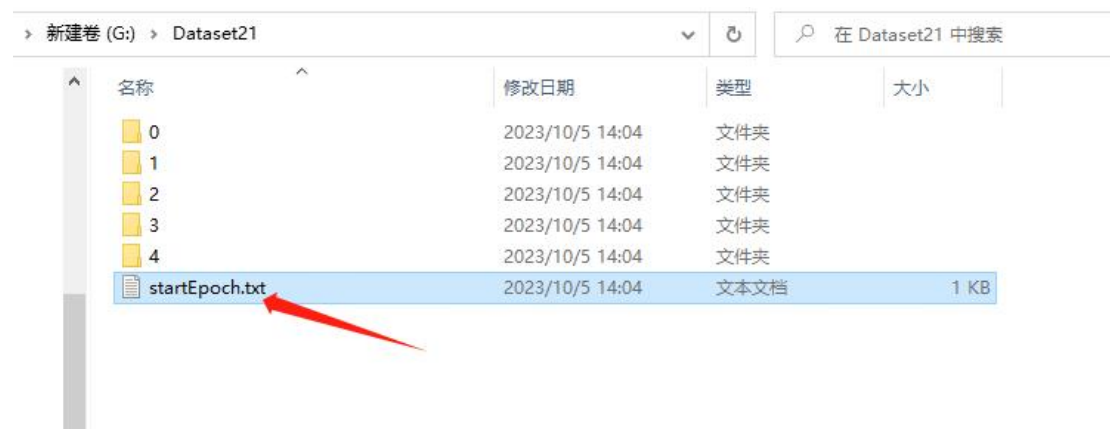 › 新建卷 (G:) › Dataset21
在 Dataset21 中搜索
名称 修改日期 类型 大小
0 2023/10/5 14:04 文件夹
1 2023/10/5 14:04 文件夹
2 2023/10/5 14:04 文件夹
3 2023/10/5 14:04 文件夹
4 2023/10/5 14:04 文件夹
startEpoch.txt 2023/10/5 14:04 文本文档 1 KB